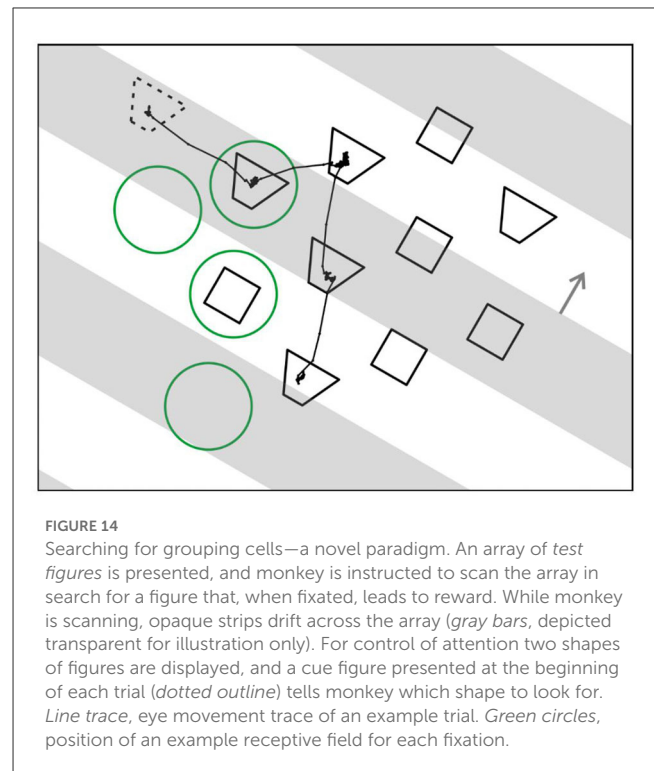 FIGURE 14
Searching for grouping cells—a novel paradigm. An array of test
figures is presented, and monkey is instructed to scan the array in
search for a figure that, when fixated, leads to reward. While monkey
is scanning, opaque strips drift across the array (gray bars, depicted
transparent for illustration only). For control of attention two shapes
of figures are displayed, and a cue figure presented at the beginning
of each trial (dotted outline) tells monkey which shape to look for.
Line trace, eye movement trace of an example trial. Green circles,
position of an example receptive field for each fixation.